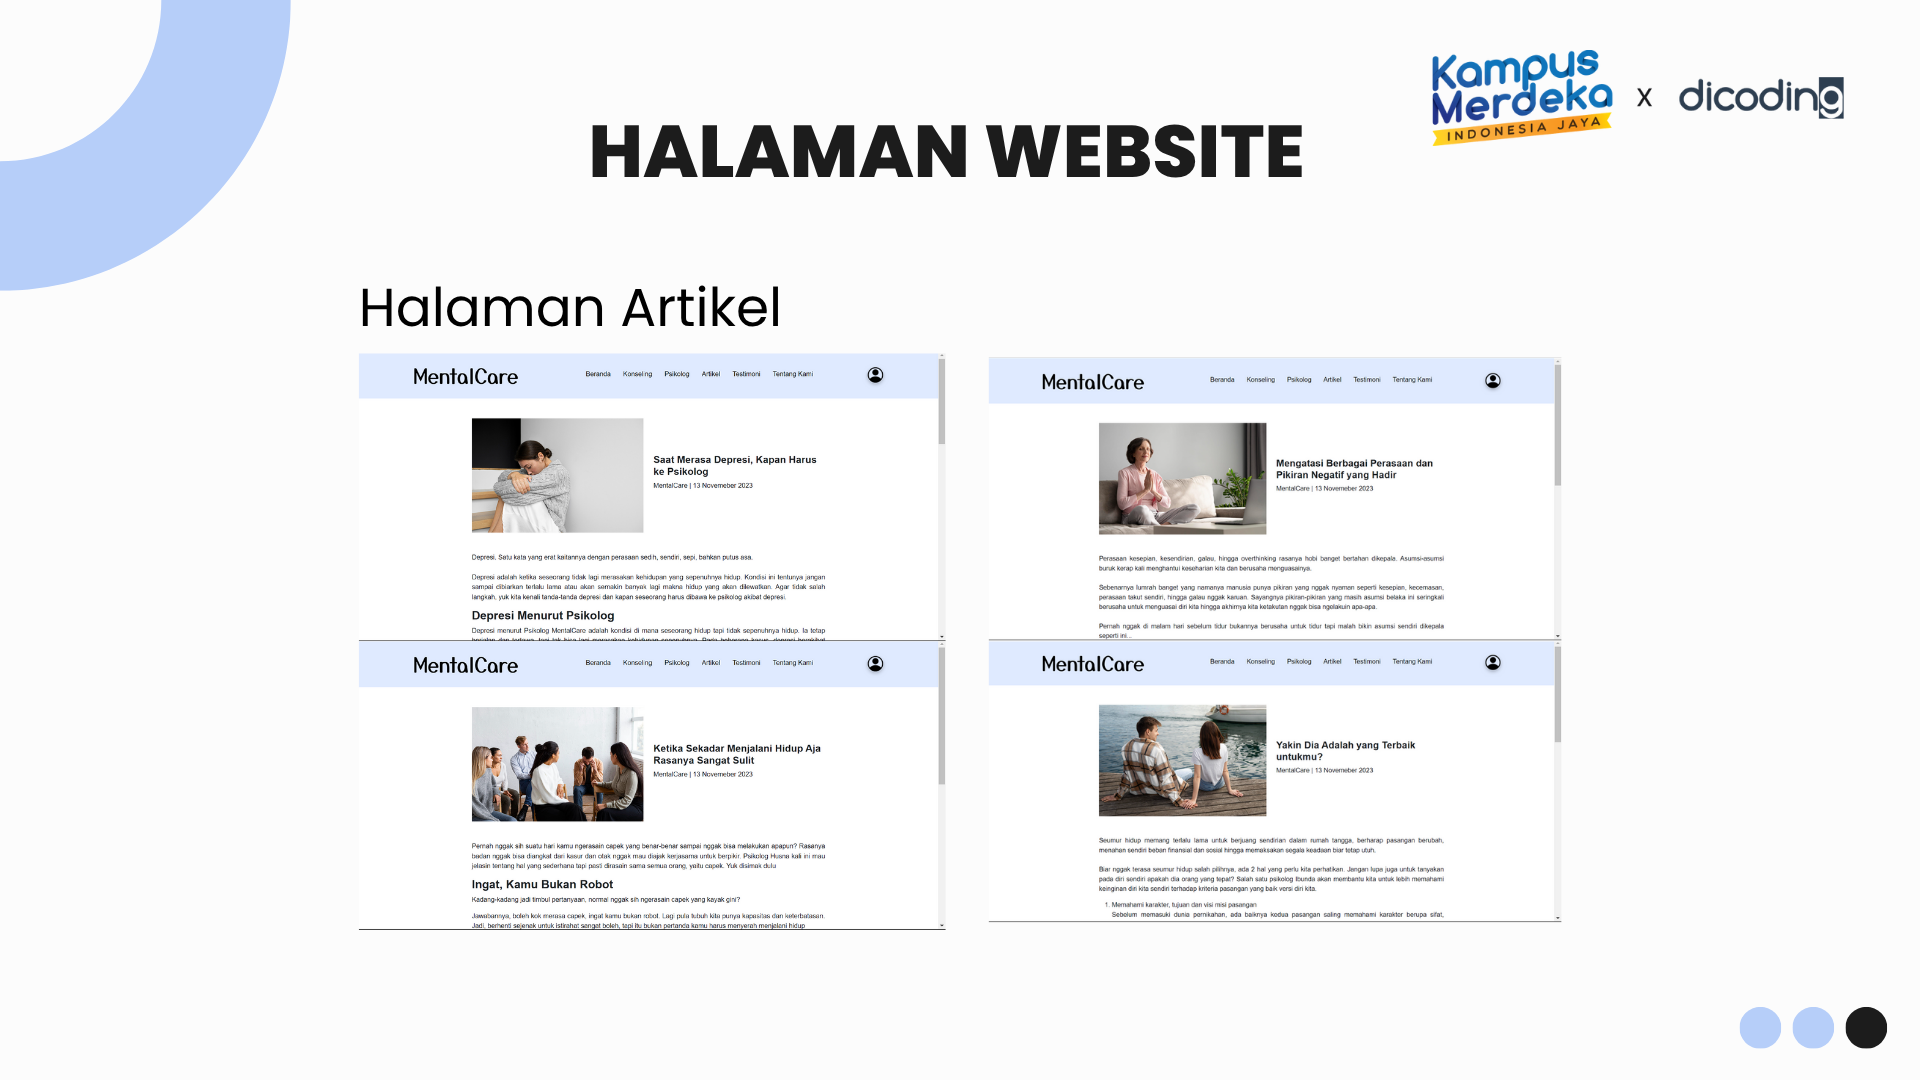 Kampus
Merdeka
INDONESIA JAYA
X
dicoding
HALAMAN WEBSITE
Halaman Artikel
MentalCare
Beranda Konseling Psikolog Artikel Testimoni Tentang Kami
Saat Merasa Depresi, Kapan Harus
ke Psikolog
MentalCare | 13 Novemeber 2023
Depresi. Satu kata yang erat kaitannya dengan perasaan sedih, sendiri, sepi, bahkan putus asa.
Depresi adalah ketika seseorang tidak lagi merasakan kehidupan yang sepenuhnya hidup. Kondisi ini tentunya jangan
sampai dibiarkan terlalu lama atau akan semakin banyak lagi makna hidup yang akan dilewatkan. Agar tidak salah
langkah, yuk kita kenali tanda-tanda depresi dan kapan seseorang harus dibawa ke psikolog akibat depresi.
Depresi Menurut Psikolog
Depresi menurut Psikolog MentalCare adalah kondisi di mana seseorang hidup tapi tidak sepenuhnya hidup. Ia tetap
MentalCare
Beranda Konseling Psikolog Artikel Testimoni Tentang Kami
Mengatasi Berbagai Perasaan dan
Pikiran Negatif yang Hadir
MentalCare | 13 Novemeber 2023
Perasaan kesepian, kesendirian, galau, hingga overthinking rasanya hobi banget bertahan dikepala. Asumsi-asumsi
buruk kerap kali menghantui keseharian kita dan berusaha menguasainya.
Sebenarnya lumrah banget yang namanya manusia punya pikiran yang nggak nyaman seperti kesepian, kecemasan,
perasaan takut sendiri, hingga galau nggak karuan. Sayangnya pikiran-pikiran yang masih asumsi belaka ini seringkali
berusaha untuk menguasai diri kita hingga akhirnya kita ketakutan nggak bisa ngelakuin apa-apa.
Pernah nggak di malam hari sebelum tidur bukannya berusaha untuk tidur tapi malah bikin asumsi sendiri dikepala
seperti ini...
MentalCare
Beranda Konseling Psikolog Artikel Testimoni Tentang Kami
Ketika Sekadar Menjalani Hidup Aja
Rasanya Sangat Sulit
MentalCare | 13 Novemeber 2023
Pernah nggak sih suatu hari kamu ngerasain capek yang benar-benar sampai nggak bisa melakukan apapun? Rasanya
badan nggak bisa diangkat dari kasur dan otak nggak mau diajak kerjasama untuk berpikir. Psikolog Husna kali ini mau
jelasin tentang hal yang sederhana tapi pasti dirasain sama semua orang, yaitu capek. Yuk disimak dulu
Ingat, Kamu Bukan Robot
Kadang-kadang jadi timbul pertanyaan, normal nggak sih ngerasain capek yang kayak gini?
Jawabannya, boleh kok merasa capek, ingat kamu bukan robot. Lagi pula tubuh kita punya kapasitas dan keterbatasan.
Jadi, berhenti sejenak untuk istirahat sangat boleh, tapi itu bukan pertanda kamu harus menyerah menjalani hidup
MentalCare
Beranda Konseling Psikolog Artikel Testimoni Tentang Kami
Yakin Dia Adalah yang Terbaik
untukmu?
MentalCare | 13 Novemeber 2023
Seumur hidup memang terlalu lama untuk berjuang sendirian dalam rumah tangga, berharap pasangan berubah,
menahan sendiri beban finansial dan sosial hingga memaksakan segala keadaan biar tetap utuh.
Biar nggak terasa seumur hidup salah pilihnya, ada 2 hal yang perlu kita perhatikan. Jangan lupa juga untuk tanyakan
pada diri sendiri apakah dia orang yang tepat? Salah satu psikolog Ibunda akan membantu kita untuk lebih memahami
keinginan diri kita sendiri terhadap kriteria pasangan yang baik versi diri kita.
1. Memahami karakter, tujuan dan visi misi pasangan
Sebelum memasuki dunia pernikahan, ada baiknya kedua pasangan saling memahami karakter berupa sifat,